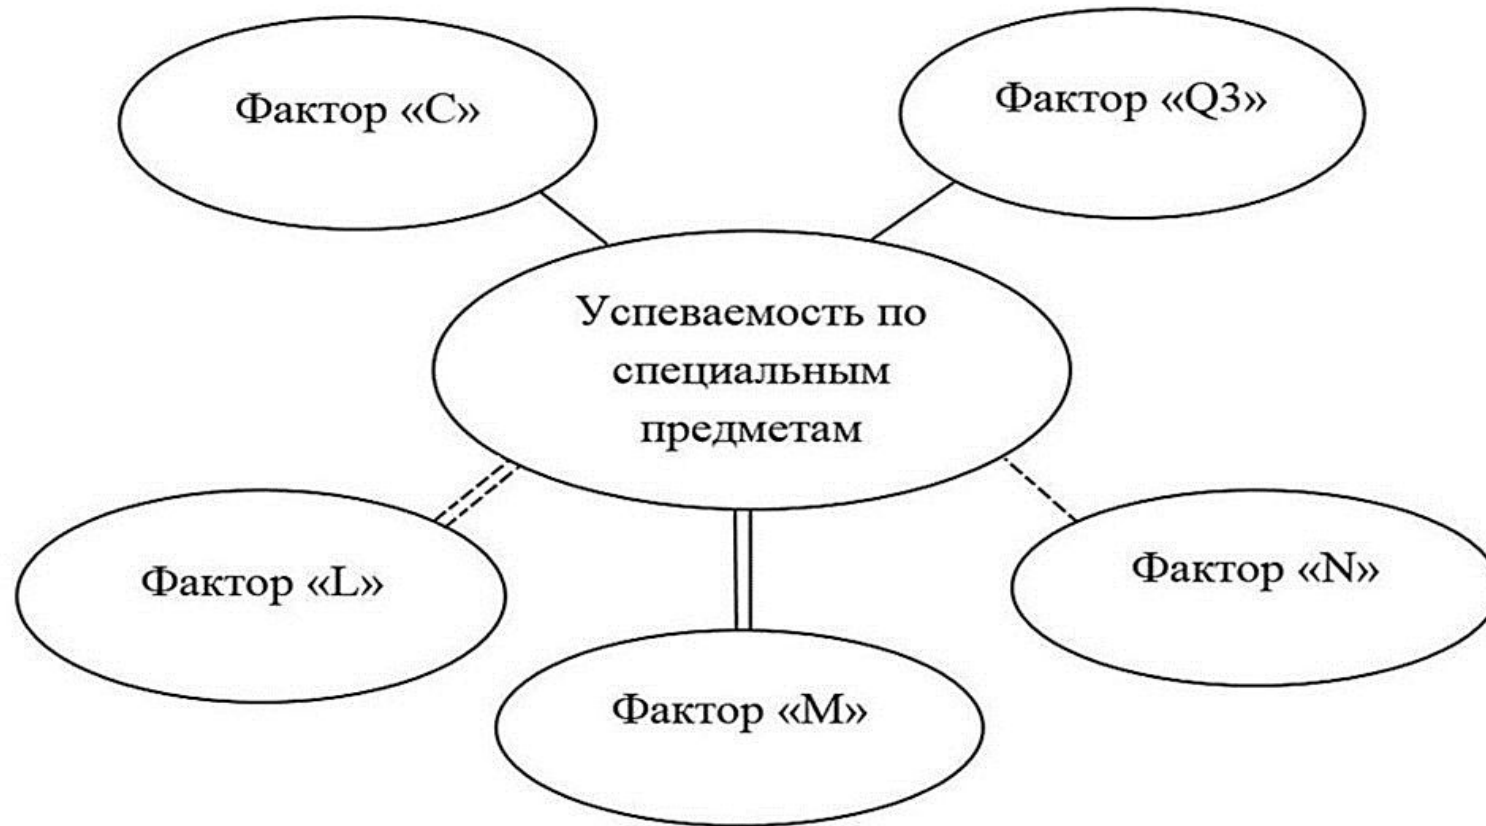 Фактор «С»
Фактор «Q3»
Успеваемость по
специальным
предметам
Фактор «L»
Фактор «N»
Фактор «М»